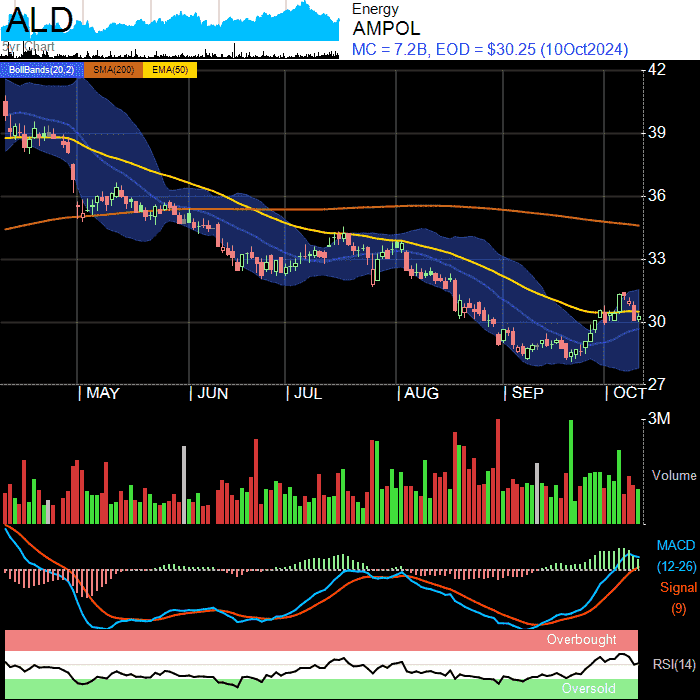 ALD
5yr Chart
Energy
AMPOL
MC = 7.2B, EOD = $30.25 (10Oct2024)
BollBands(20,2) SMA(200) EMA(50)
42
39
36
33
30
27
| MAY | JUN | JUL | AUG | SEP | OCT
3M
Volume
MACD
(12-26)
Signal
(9)
Overbought
RSI(14)
Oversold